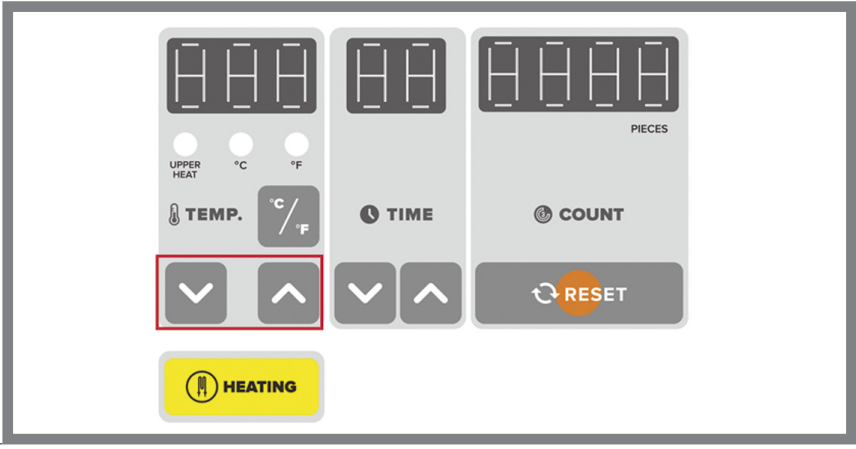 PIECES
UPPER HEAT
°C
°F
TEMP.
°C/°F
TIME
COUNT
RESET
HEATING